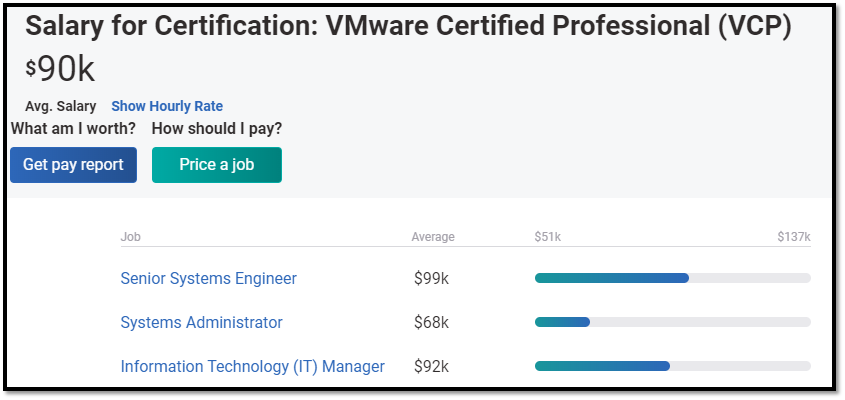 Salary for Certification: VMware Certified Professional (VCP)
$90k
Avg. Salary Show Hourly Rate
What am I worth? How should I pay?
Get pay report Price a job
Job Average $51k $137k
Senior Systems Engineer $99k
Systems Administrator $68k
Information Technology (IT) Manager $92k